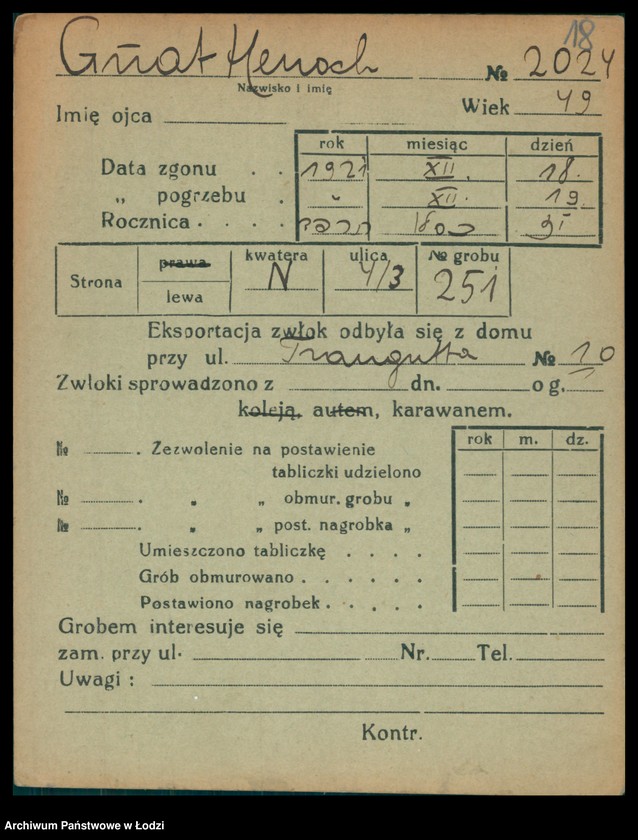 18
Gñat Henoch № 2024
Nazwisko i imię
Imię ojca Wiek 49
rok miesiąc dzień
Data zgonu . . 1921 XII. 18.
„ pogrzebu . XII. 19.
Rocznica . . . .
Strona prawa lewa kwatera N ulica 4/3 № grobu 251
Eksportacja zwłok odbyła się z domu
przy ul. Traugutta № 10
Zwłoki sprowadzono z dn. o g.
koleją, autem, karawanem.
rok m. dz.
№ . Zezwolenie na postawienie
tabliczki udzielono
№ . „ „ obmur. grobu „
№ . „ „ post. nagrobka „
Umieszczono tabliczkę . . . .
Grób obmurowano . . . . . .
Postawiono nagrobek . . . . .
Grobem interesuje się
zam. przy ul. Nr. Tel.
Uwagi :
Kontr.
Archiwum Państwowe w Łodzi